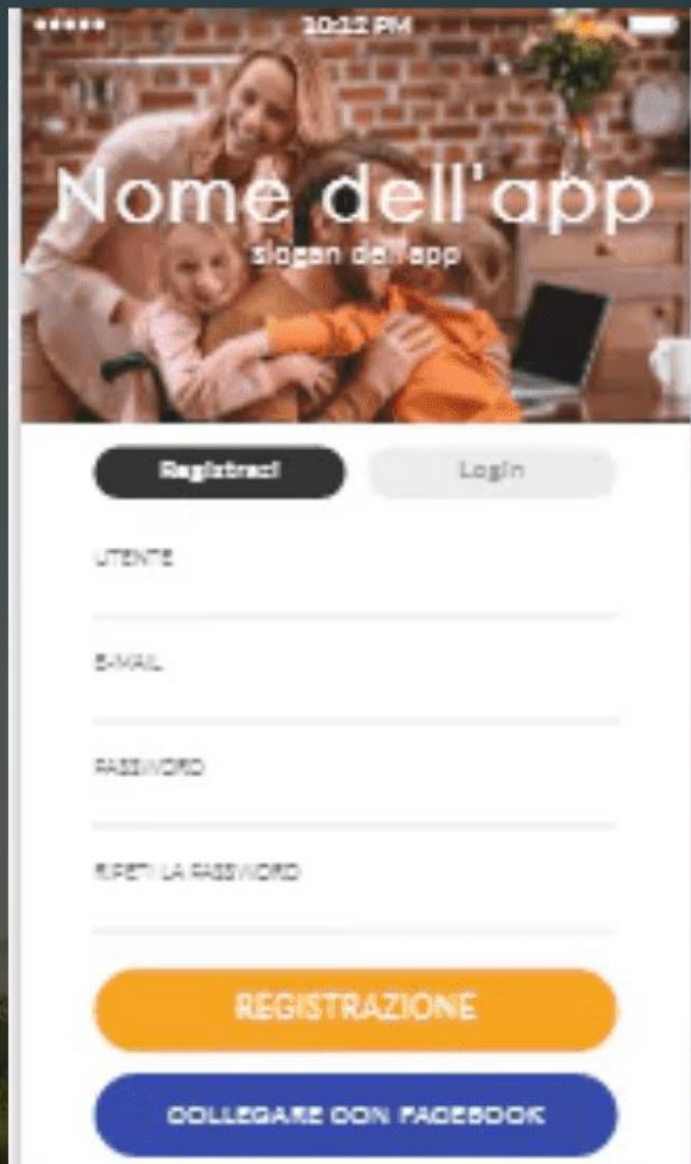 10:12 PM
Nome dell'app
slogan dell'app
Registraci
Login
UTENTE
E-MAIL
PASSWORD
RIPETI LA PASSWORD
REGISTRAZIONE
COLLEGARE CON FACEBOOK